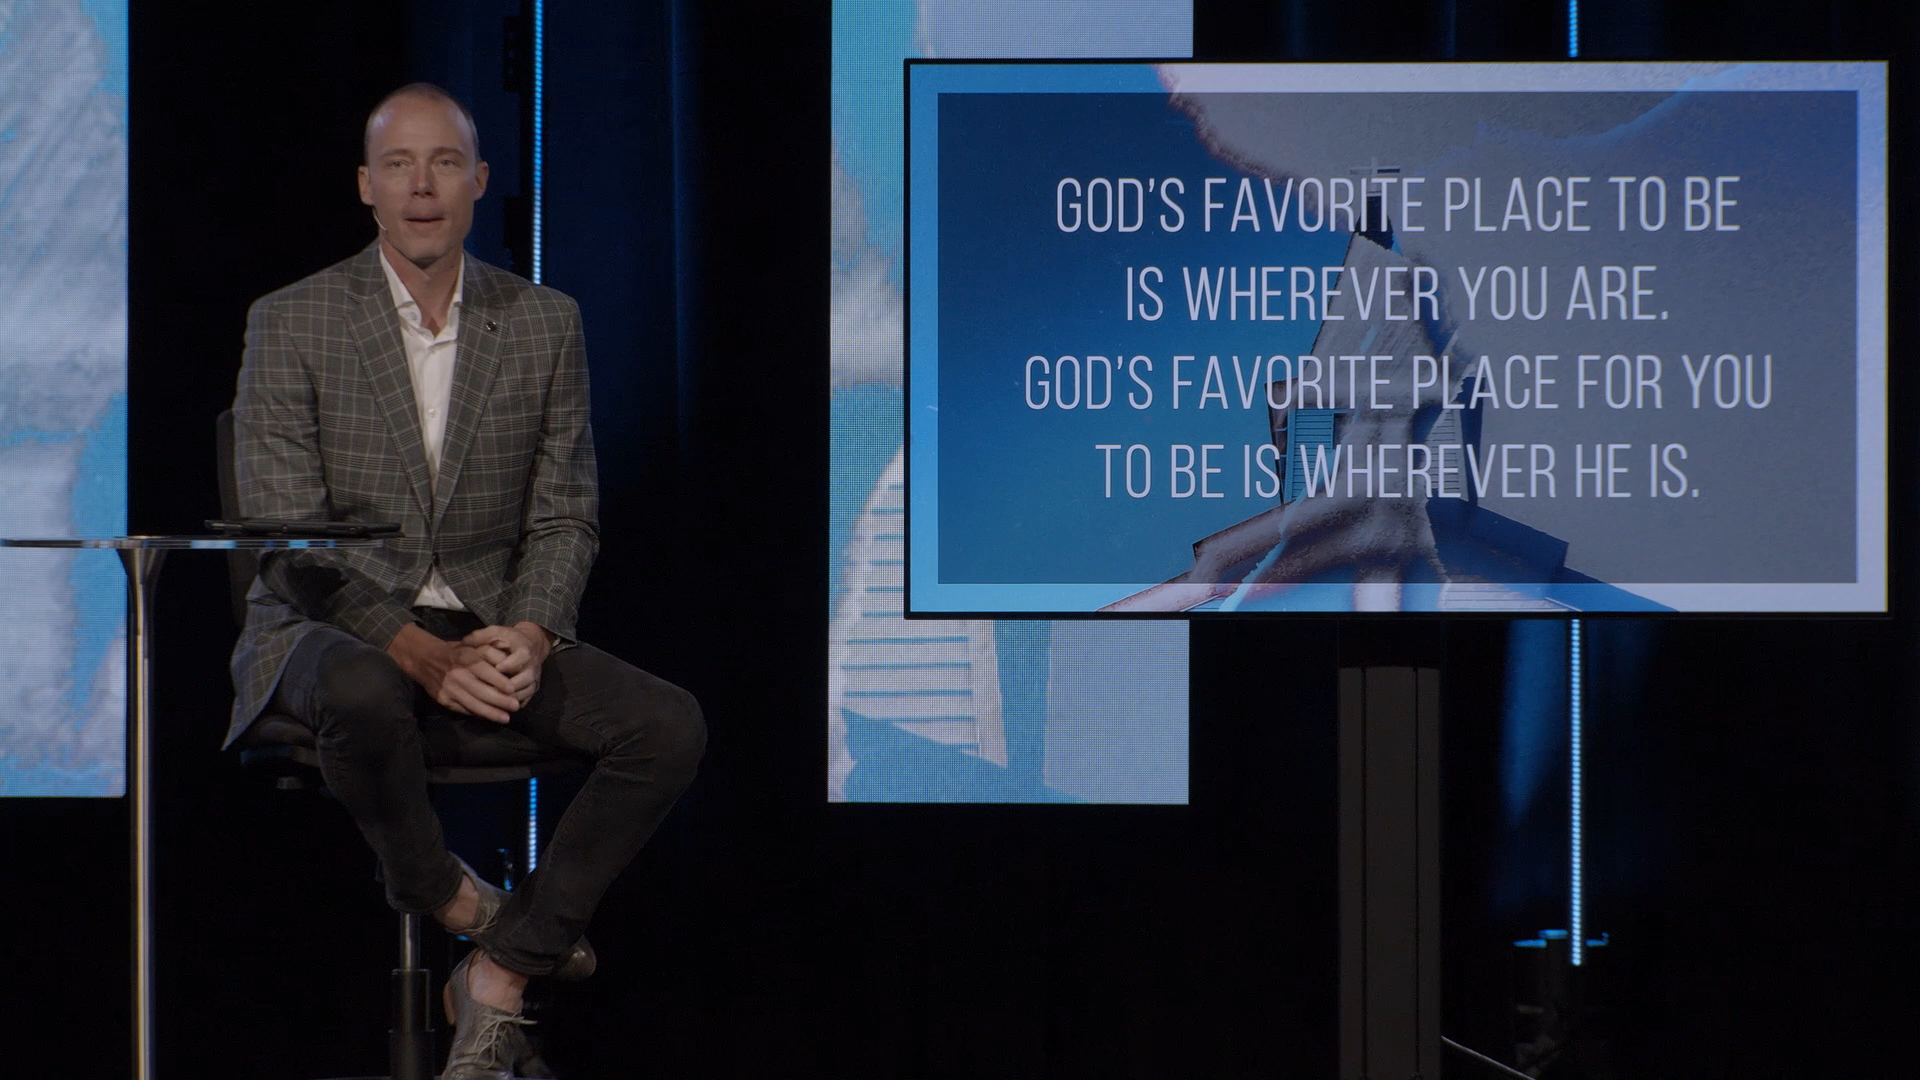 GOD'S FAVORITE PLACE TO BE
IS WHEREVER YOU ARE.
GOD'S FAVORITE PLACE FOR YOU
TO BE IS WHEREVER HE IS.